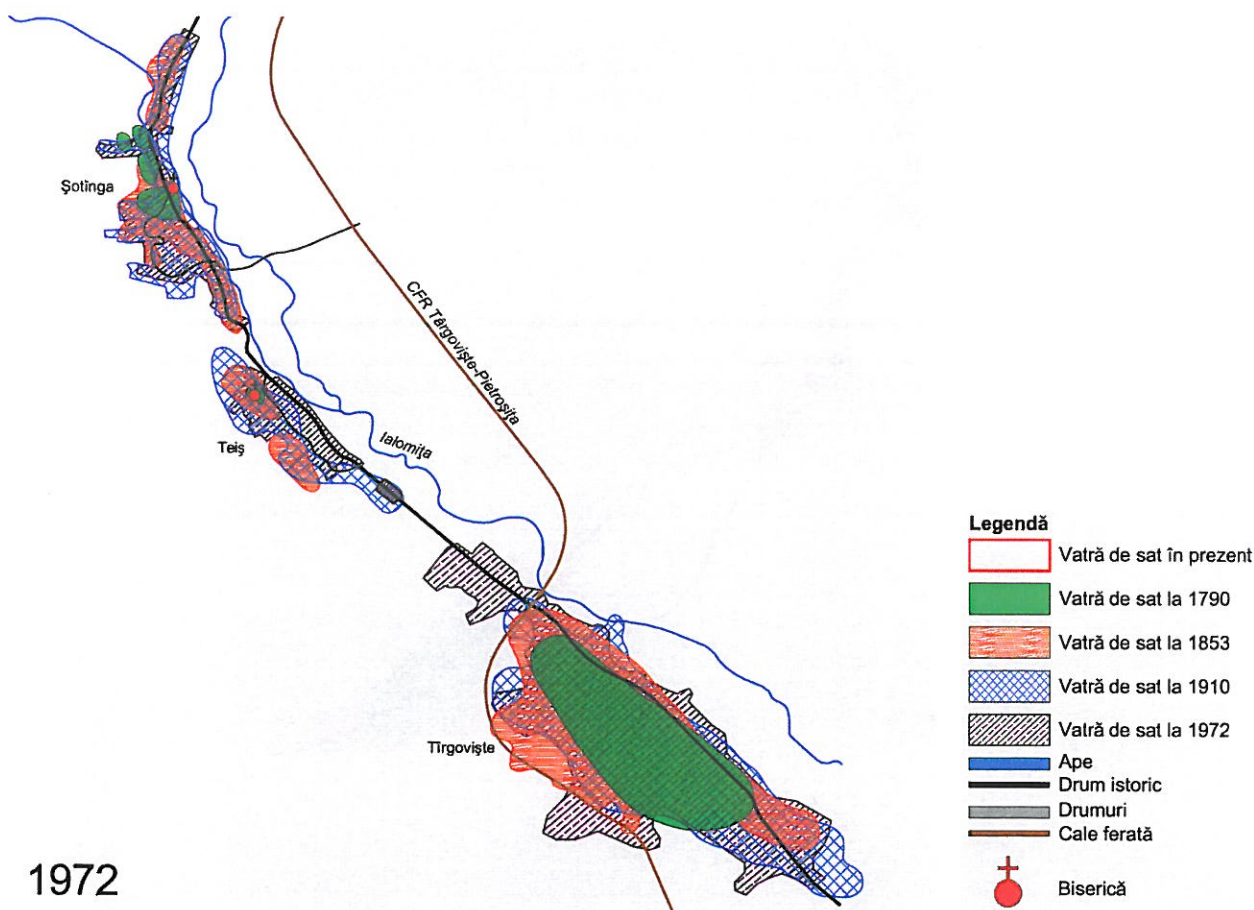 Şotînga
CFR Târgovişte-Pietroşiţa
Teiş
Ialomiţa
Tîrgovişte
1972
Legendă
Vatră de sat în prezent
Vatră de sat la 1790
Vatră de sat la 1853
Vatră de sat la 1910
Vatră de sat la 1972
Ape
Drum istoric
Drumuri
Cale ferată
Biserică